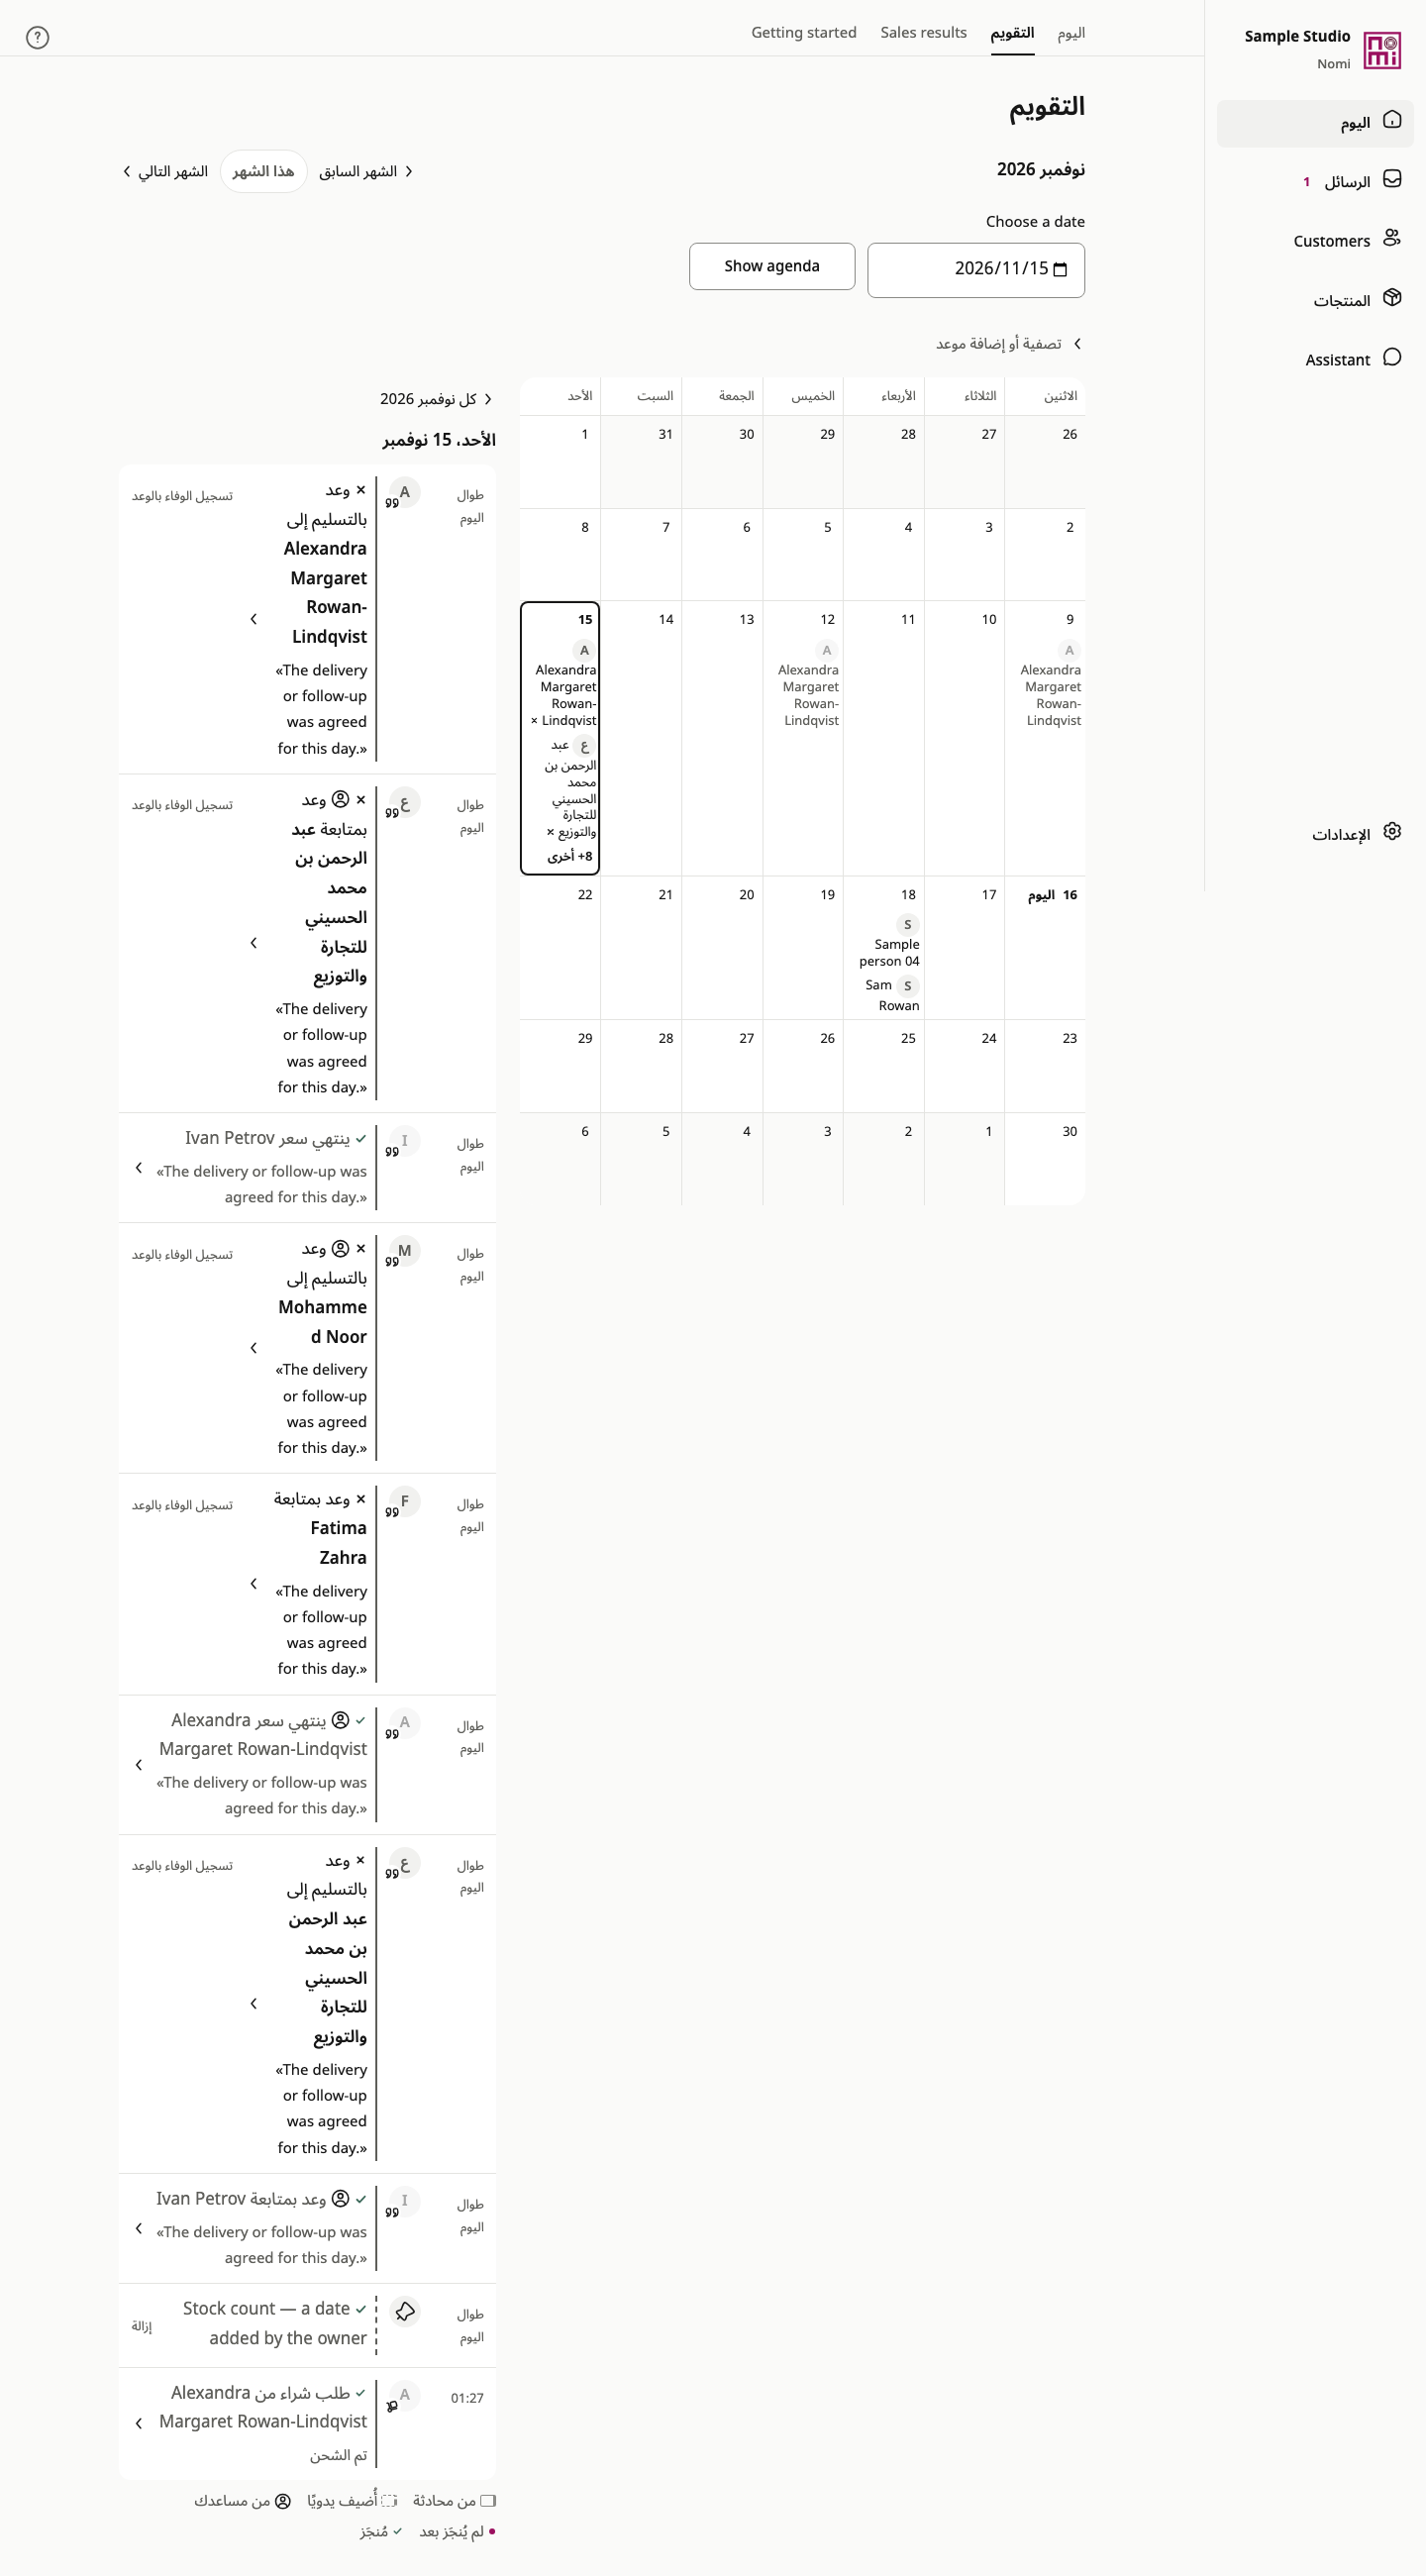 Sample Studio
Nomi
اليوم
الرسائل 1
Customers
المنتجات
Assistant
الإعدادات
اليوم التقويم Sales results Getting started
التقويم
نوفمبر 2026
الشهر السابق هذا الشهر الشهر التالي
Choose a date
2026/11/15 Show agenda
تصفية أو إضافة موعد
الاثنين الثلاثاء الأربعاء الخميس الجمعة السبت الأحد
26 27 28 29 30 31 1
2 3 4 5 6 7 8
9 10 11 12 13 14 15
A
Alexandra
Margaret
Rowan-
Lindqvist
A
Alexandra
Margaret
Rowan-
Lindqvist
A
Alexandra
Margaret
Rowan-
Lindqvist ×
ع عبد
الرحمن بن
محمد
الحسيني
للتجارة
والتوزيع ×
+8 أخرى
16 اليوم 17 18 19 20 21 22
S
Sample
person 04
S Sam
Rowan
23 24 25 26 27 28 29
30 1 2 3 4 5 6
كل نوفمبر 2026
الأحد، 15 نوفمبر
طوال
اليوم
A
× وعد
بالتسليم إلى
Alexandra
Margaret
Rowan-
Lindqvist
«The delivery
or follow-up
was agreed
for this day.»
تسجيل الوفاء بالوعد
طوال
اليوم
ع
× وعد
بمتابعة عبد
الرحمن بن
محمد
الحسيني
للتجارة
والتوزيع
«The delivery
or follow-up
was agreed
for this day.»
تسجيل الوفاء بالوعد
طوال
اليوم
I
ينتهي سعر Ivan Petrov
«The delivery or follow-up was
agreed for this day.»
طوال
اليوم
M
× وعد
بالتسليم إلى
Mohamme
d Noor
«The delivery
or follow-up
was agreed
for this day.»
تسجيل الوفاء بالوعد
طوال
اليوم
F
× وعد بمتابعة
Fatima
Zahra
«The delivery
or follow-up
was agreed
for this day.»
تسجيل الوفاء بالوعد
طوال
اليوم
A
ينتهي سعر Alexandra
Margaret Rowan-Lindqvist
«The delivery or follow-up was
agreed for this day.»
طوال
اليوم
ع
× وعد
بالتسليم إلى
عبد الرحمن
بن محمد
الحسيني
للتجارة
والتوزيع
«The delivery
or follow-up
was agreed
for this day.»
تسجيل الوفاء بالوعد
طوال
اليوم
I
وعد بمتابعة Ivan Petrov
«The delivery or follow-up was
agreed for this day.»
طوال
اليوم
Stock count — a date
added by the owner
إزالة
01:27
A
طلب شراء من Alexandra
Margaret Rowan-Lindqvist
تم الشحن
من محادثة أُضيف يدويًا من مساعدك
لم يُنجَز بعد مُنجَز